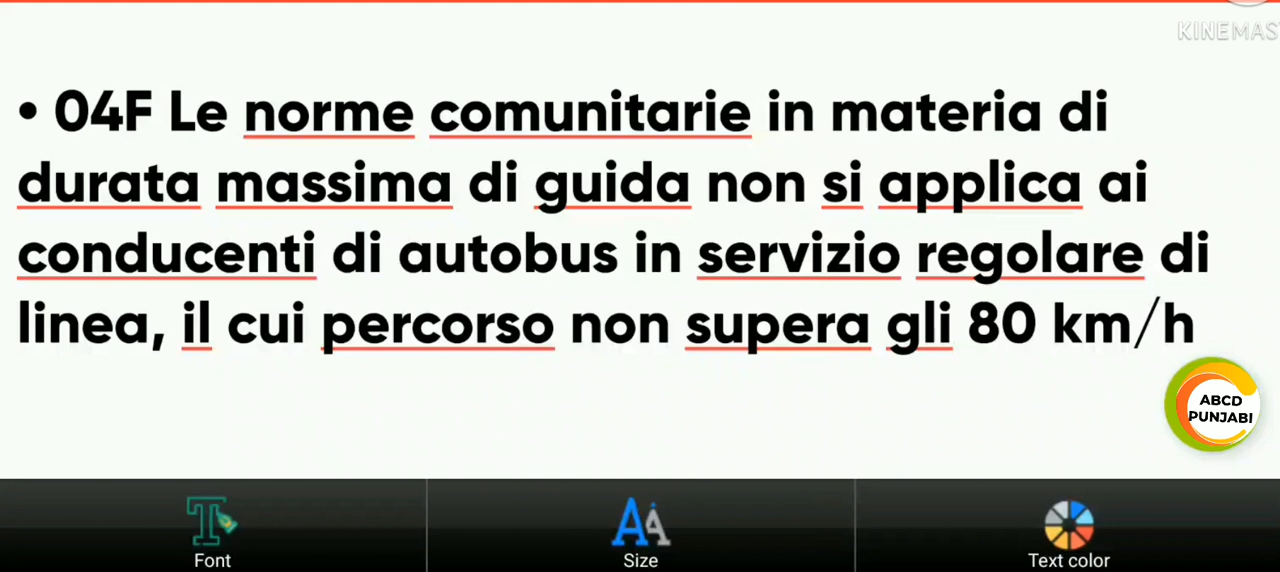 KINEMAS
• 04F Le norme comunitarie in materia di
durata massima di guida non si applica ai
conducenti di autobus in servizio regolare di
linea, il cui percorso non supera gli 80 km/h
ABCD
PUNJABI
Font
Size
Text color